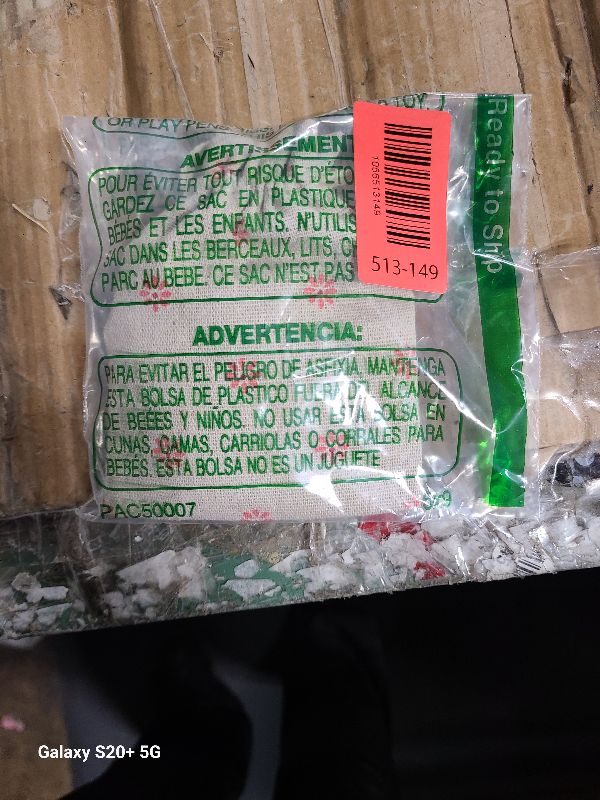 OR PLAY
TOY
AVERTISSEMENT
POUR ÉVITER TOUT RISQUE D'ÉTO
GARDEZ CE SAC EN PLASTIQUE
BÉBÉS ET LES ENFANTS. N'UTILIS
SAC DANS LES BERCEAUX, LITS, O
PARC AU BÉBÉ. CE SAC N'EST PAS
1065513149
513-149
Ready to Ship
ADVERTENCIA:
PARA EVITAR EL PELIGRO DE ASFIXIA, MANTENGA
ESTA BOLSA DE PLASTICO FUERA DEL ALCANCE
DE BEBES Y NIÑOS. NO USAR ESTA BOLSA EN
CUNAS, CAMAS, CARRIOLAS O CORRALES PARA
BEBÉS. ESTA BOLSA NO ES UN JUGUETE
PAC50007
Galaxy S20+ 5G